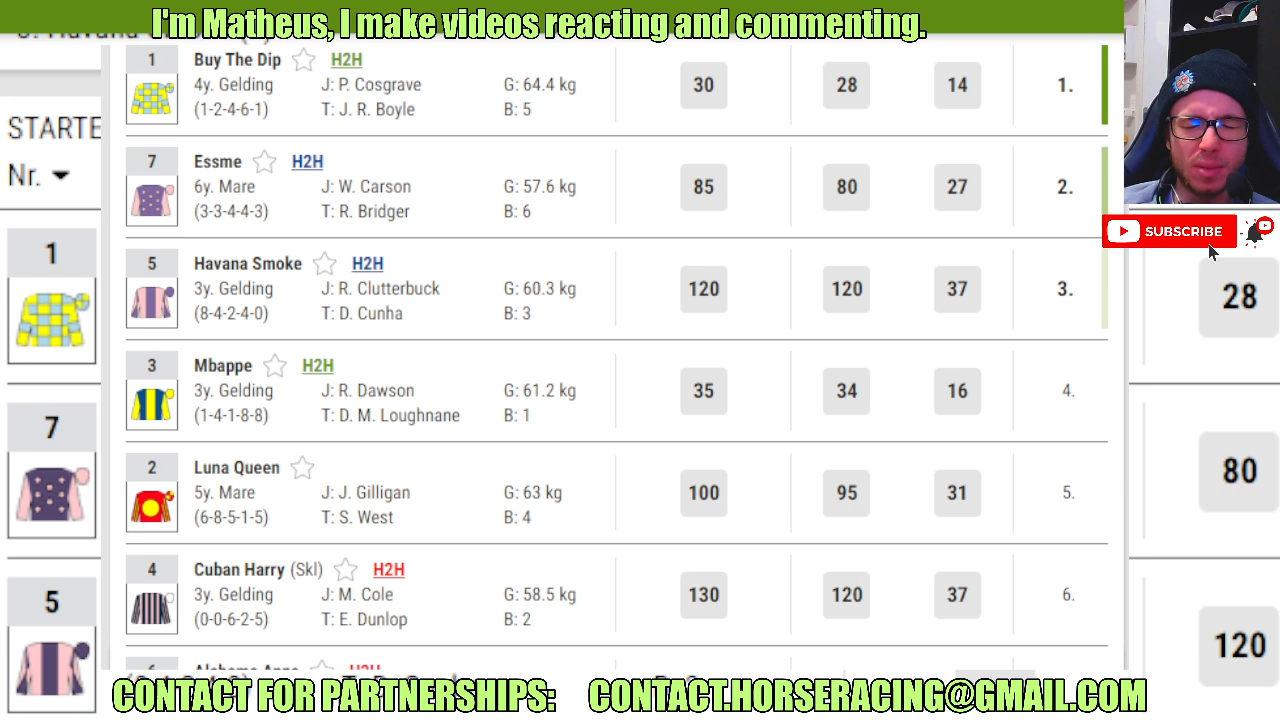 I'm Matheus, I make videos reacting and commenting.
STARTE
Nr.
1
7
5
1 Buy The Dip H2H
4y. Gelding J: P. Cosgrave G: 64.4 kg 30 28 14 1.
(1-2-4-6-1) T: J. R. Boyle B: 5
7 Essme H2H
6y. Mare J: W. Carson G: 57.6 kg 85 80 27 2.
(3-3-4-4-3) T: R. Bridger B: 6
5 Havana Smoke H2H
3y. Gelding J: R. Clutterbuck G: 60.3 kg 120 120 37 3.
(8-4-2-4-0) T: D. Cunha B: 3
3 Mbappe H2H
3y. Gelding J: R. Dawson G: 61.2 kg 35 34 16 4.
(1-4-1-8-8) T: D. M. Loughnane B: 1
2 Luna Queen
5y. Mare J: J. Gilligan G: 63 kg 100 95 31 5.
(6-8-5-1-5) T: S. West B: 4
4 Cuban Harry (Skl) H2H
3y. Gelding J: M. Cole G: 58.5 kg 130 120 37 6.
(0-0-6-2-5) T: E. Dunlop B: 2
SUBSCRIBE
28
80
120
CONTACT FOR PARTNERSHIPS: CONTACT.HORSERACING@GMAIL.COM